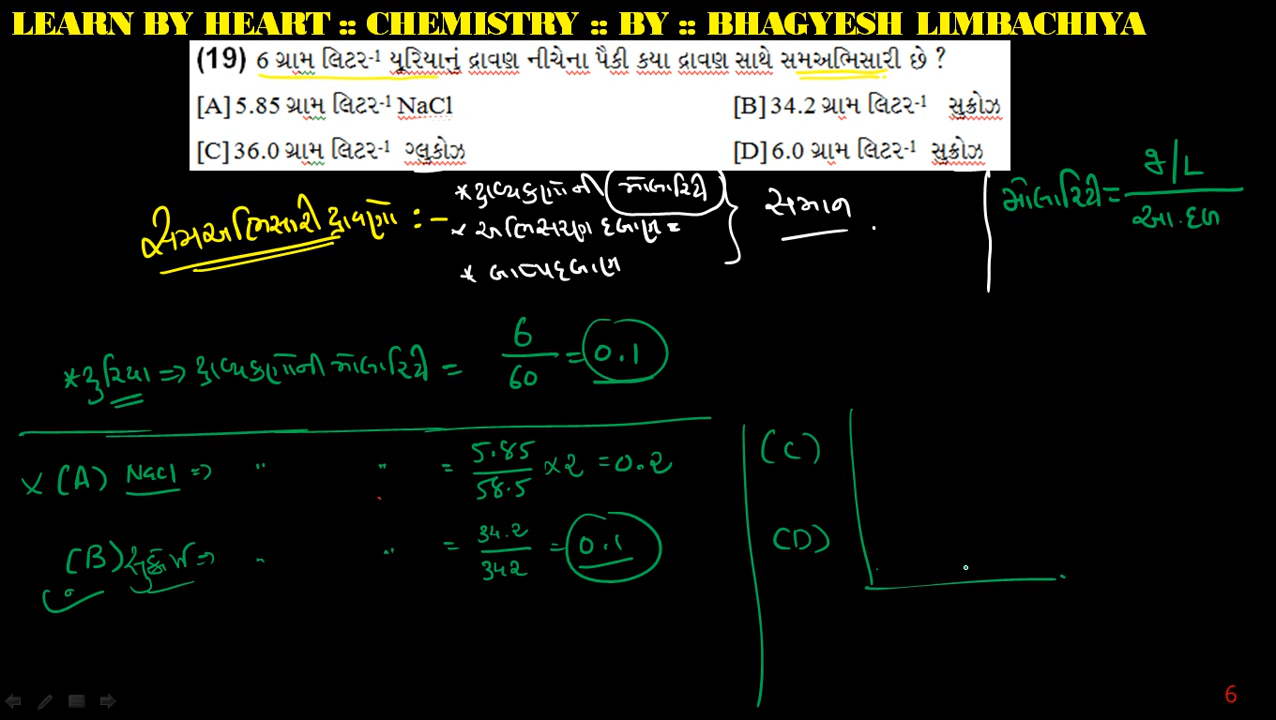 LEARN BY HEART :: CHEMISTRY :: BY :: BHAGYESH LIMBACHIYA
(19) 6 ગ્રામ લિટર⁻¹ યૂરિયાનું દ્રાવણ નીચેના પૈકી કયા દ્રાવણ સાથે સમઅભિસારી છે ?
[A] 5.85 ગ્રામ લિટર⁻¹ NaCl
[B] 34.2 ગ્રામ લિટર⁻¹ સુક્રોઝ
[C] 36.0 ગ્રામ લિટર⁻¹ ગ્લુકોઝ
[D] 6.0 ગ્રામ લિટર⁻¹ સુક્રોઝ
સમઅભિસારી દ્રાવણો :-
* દ્રાવ્યકણોની મોલારિટી
* અભિસરણ દબાણ =
* બાષ્પદબાણ
સમાન .
મોલારિટી = g/L / આ.દળ
* યુરિયા ⇒ દ્રાવ્યકણોની મોલારિટી = 6/60 = 0.1
× (A) NaCl ⇒ " " = 5.85/58.5 × 2 = 0.2
(B) સુક્રોઝ ⇒ " " = 34.2/342 = 0.1
(C)
(D)
6